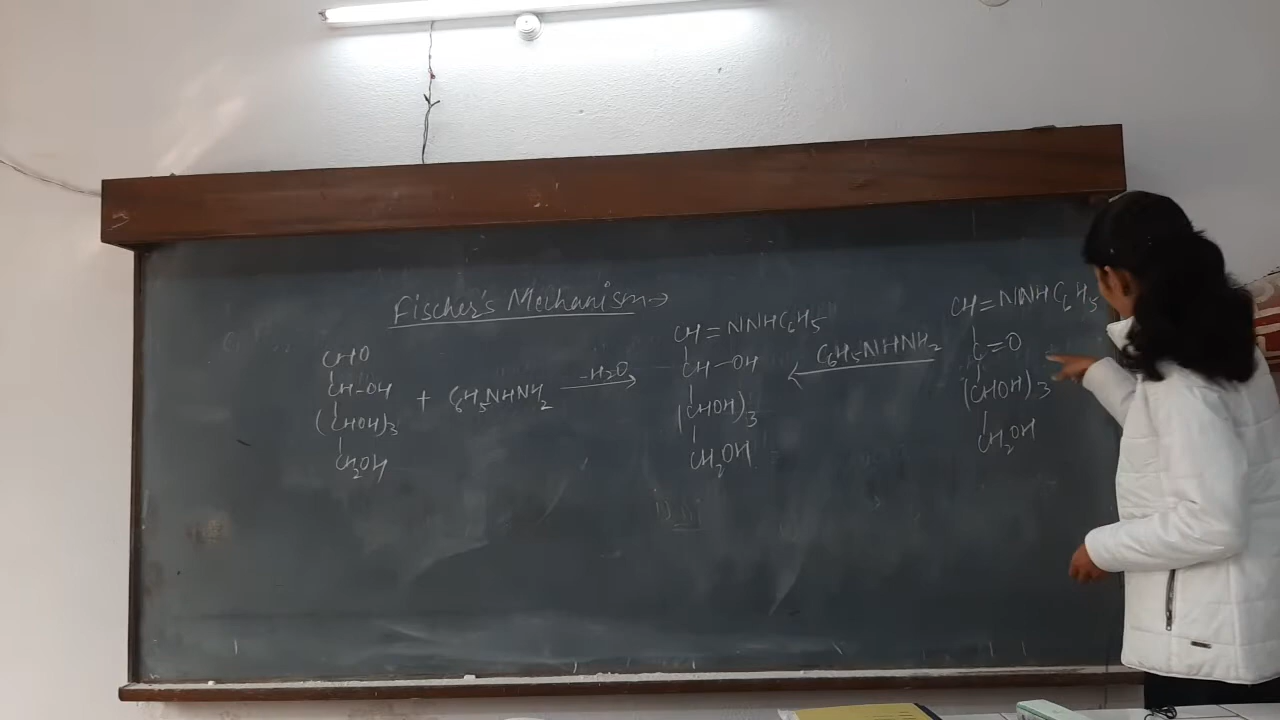 Fischer's Mechanism →
CHO
CH-OH
(CHOH)3
CH2OH
+ C6H5NHNH2
-H2O
CH=NNHC6H5
CH-OH
(CHOH)3
CH2OH
C6H5NHNH2
CH=NNHC6H5
C=O
(CHOH)3
CH2OH